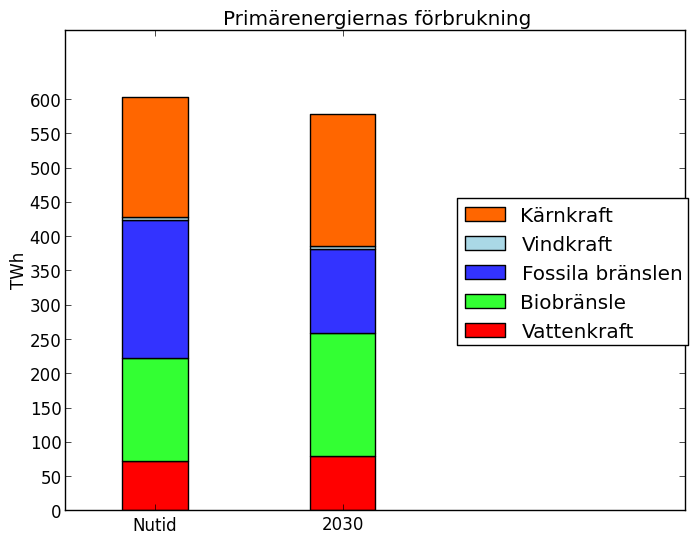 Primärenergiernas förbrukning
TWh
600
550
500
450
400
350
300
250
200
150
100
50
0
Nutid 2030
Kärnkraft
Vindkraft
Fossila bränslen
Biobränsle
Vattenkraft